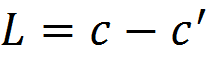 L = c − c′